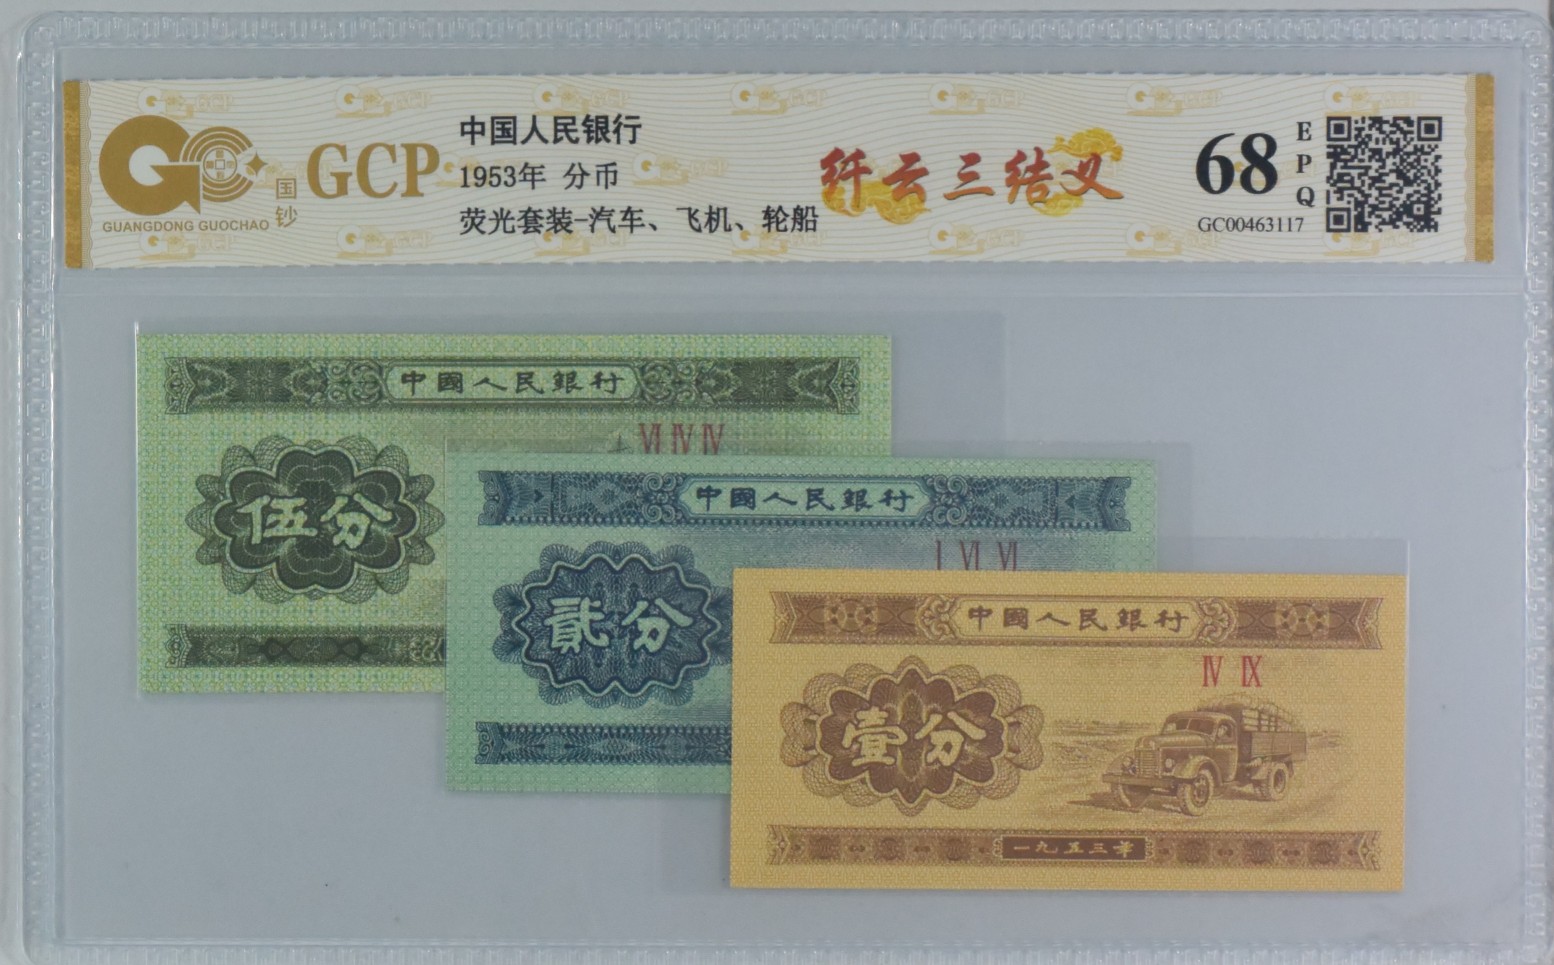 GUANGDONG GUOCHAO
国钞
GCP
中国人民银行
1953年 分币
荧光套装-汽车、飞机、轮船
纤云三结义
68
EPQ
GC00463117
中國人民銀行
Ⅵ Ⅳ Ⅳ
伍分
中國人民銀行
Ⅰ Ⅵ Ⅵ
貳分
中國人民銀行
Ⅳ Ⅸ
壹分
一九五三年